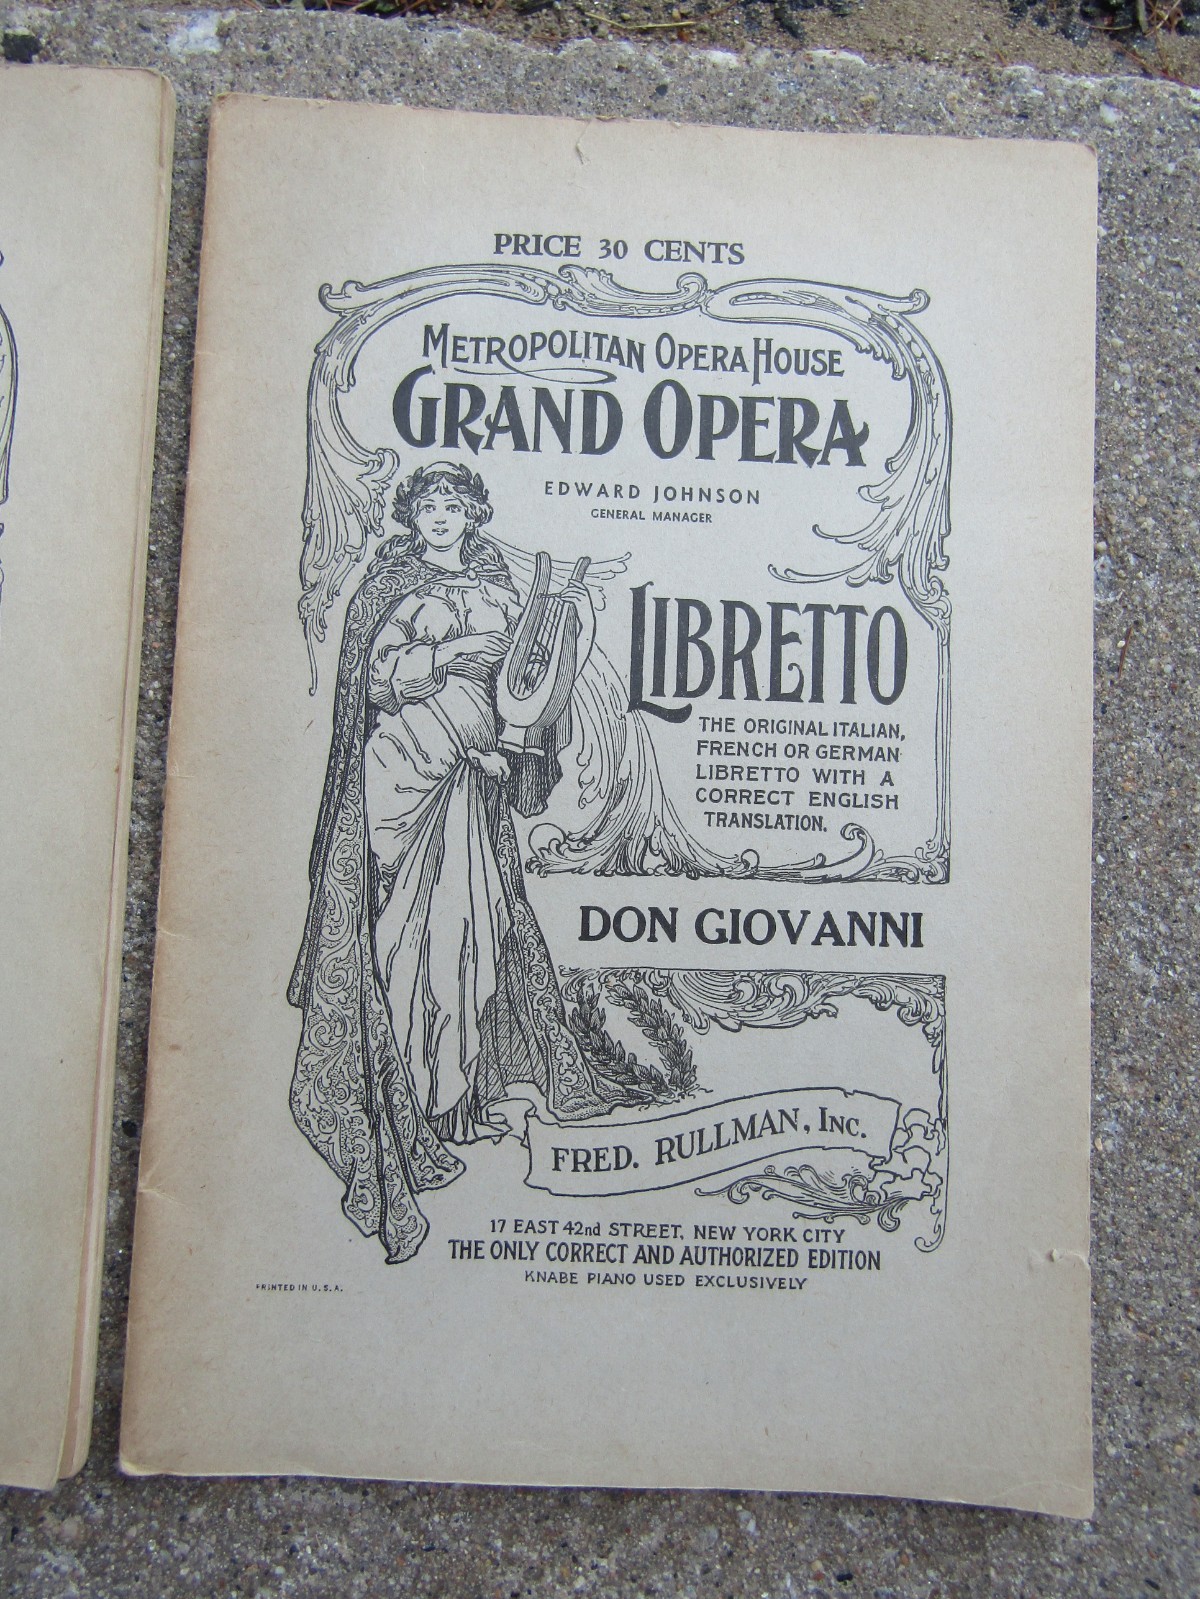 PRICE 30 CENTS
METROPOLITAN OPERA HOUSE
GRAND OPERA
EDWARD JOHNSON
GENERAL MANAGER
LIBRETTO
THE ORIGINAL ITALIAN,
FRENCH OR GERMAN
LIBRETTO WITH A
CORRECT ENGLISH
TRANSLATION.
DON GIOVANNI
FRED. RULLMAN, INC.
17 EAST 42nd STREET, NEW YORK CITY
THE ONLY CORRECT AND AUTHORIZED EDITION
KNABE PIANO USED EXCLUSIVELY
PRINTED IN U.S.A.